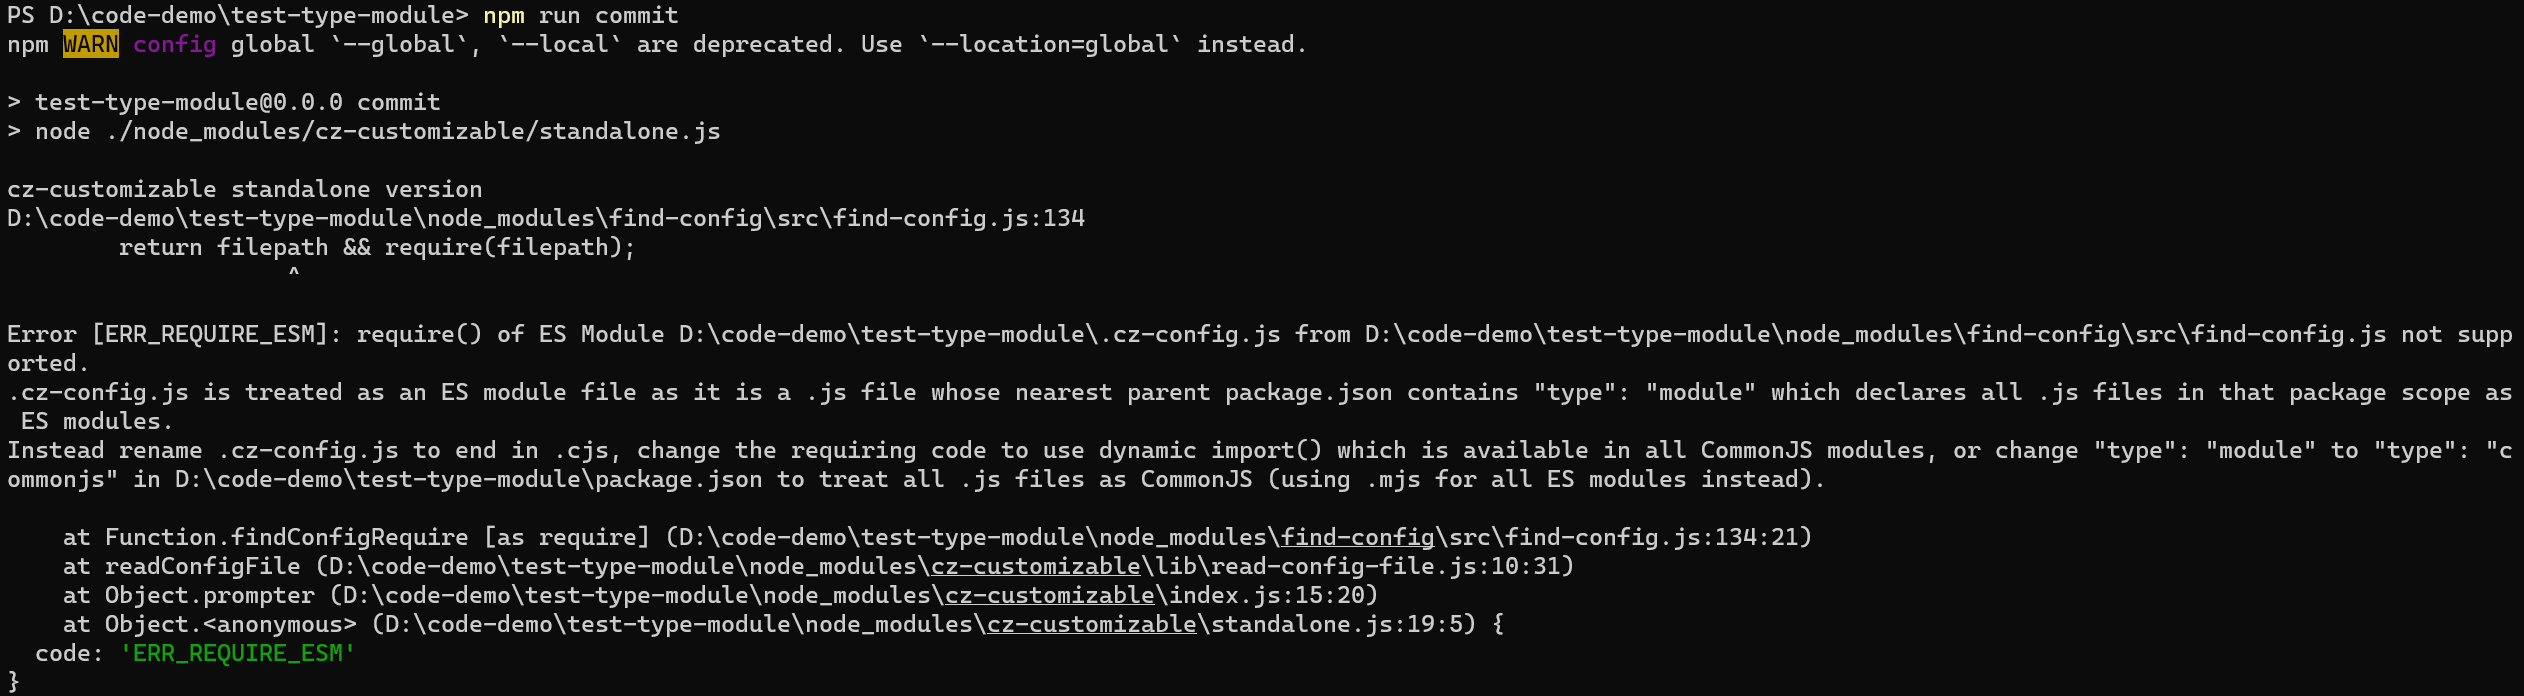 PS D:\code-demo\test-type-module> npm run commit
npm WARN config global `--global`, `--local` are deprecated. Use `--location=global` instead.
> test-type-module@0.0.0 commit
> node ./node_modules/cz-customizable/standalone.js
cz-customizable standalone version
D:\code-demo\test-type-module\node_modules\find-config\src\find-config.js:134
        return filepath && require(filepath);
                    ^
Error [ERR_REQUIRE_ESM]: require() of ES Module D:\code-demo\test-type-module\.cz-config.js from D:\code-demo\test-type-module\node_modules\find-config\src\find-config.js not supp
orted.
.cz-config.js is treated as an ES module file as it is a .js file whose nearest parent package.json contains "type": "module" which declares all .js files in that package scope as
 ES modules.
Instead rename .cz-config.js to end in .cjs, change the requiring code to use dynamic import() which is available in all CommonJS modules, or change "type": "module" to "type": "c
ommonjs" in D:\code-demo\test-type-module\package.json to treat all .js files as CommonJS (using .mjs for all ES modules instead).
    at Function.findConfigRequire [as require] (D:\code-demo\test-type-module\node_modules\find-config\src\find-config.js:134:21)
    at readConfigFile (D:\code-demo\test-type-module\node_modules\cz-customizable\lib\read-config-file.js:10:31)
    at Object.prompter (D:\code-demo\test-type-module\node_modules\cz-customizable\index.js:15:20)
    at Object.<anonymous> (D:\code-demo\test-type-module\node_modules\cz-customizable\standalone.js:19:5) {
  code: 'ERR_REQUIRE_ESM'
}